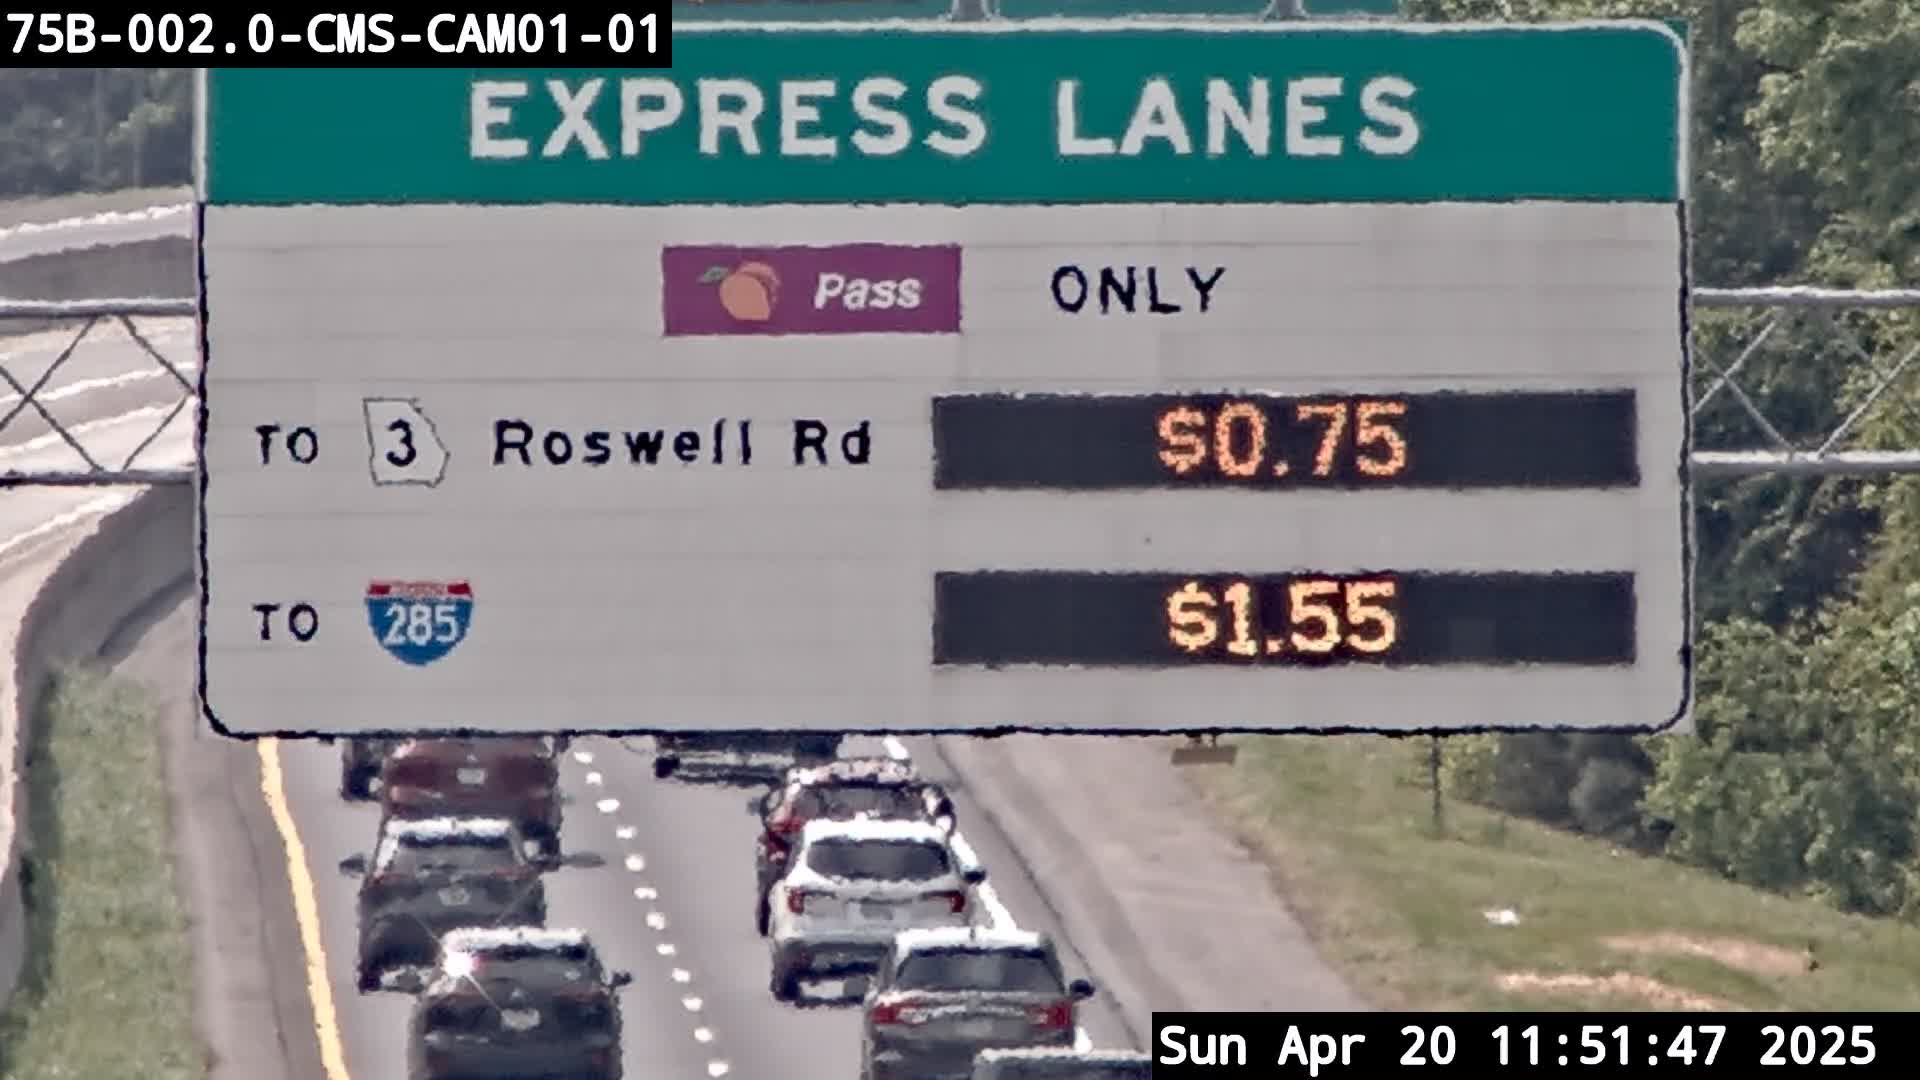 75B-002.0-CMS-CAM01-01
EXPRESS LANES
Pass ONLY
TO 3 Roswell Rd $0.75
TO 285 $1.55
Sun Apr 20 11:51:47 2025